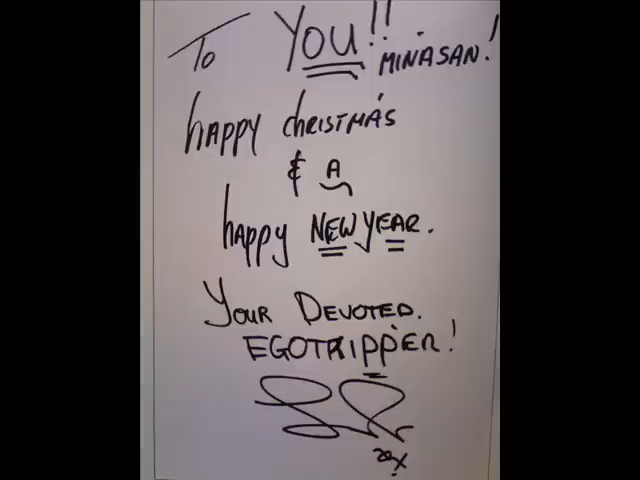 To YOU!! MINASAN!
hAPPY ChRISTMAS
& A
hAPPY NEW YEAR.
YOUR DEVOTED.
EGOTRIPPER!